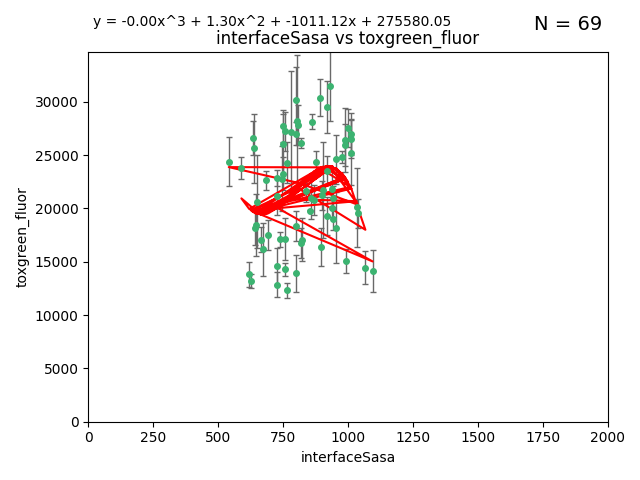 y = -0.00x^3 + 1.30x^2 + -1011.12x + 275580.05
N = 69
interfaceSasa vs toxgreen_fluor
30000
25000
20000
15000
10000
5000
0
toxgreen_fluor
0 250 500 750 1000 1250 1500 1750 2000
interfaceSasa